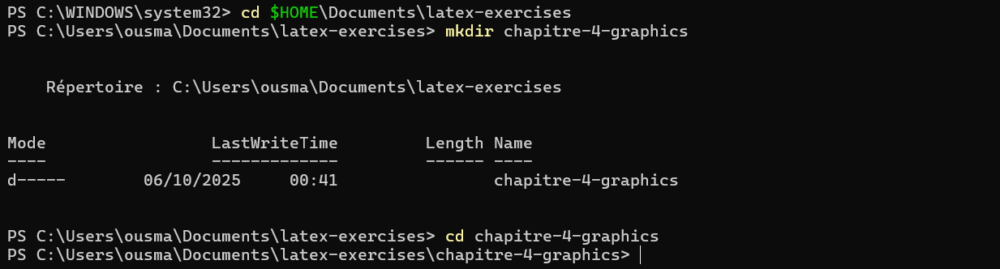 PS C:\WINDOWS\system32> cd $HOME\Documents\latex-exercises
PS C:\Users\ousma\Documents\latex-exercises> mkdir chapitre-4-graphics
Répertoire : C:\Users\ousma\Documents\latex-exercises
Mode LastWriteTime Length Name
---- ------------- ------ ----
d----- 06/10/2025 00:41 chapitre-4-graphics
PS C:\Users\ousma\Documents\latex-exercises> cd chapitre-4-graphics
PS C:\Users\ousma\Documents\latex-exercises\chapitre-4-graphics>